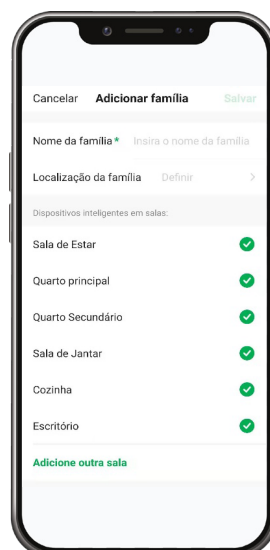 Cancelar Adicionar família Salvar
Nome da família * Insira o nome da família
Localização da família Definir >
Dispositivos inteligentes em salas:
Sala de Estar
Quarto principal
Quarto Secundário
Sala de Jantar
Cozinha
Escritório
Adicione outra sala